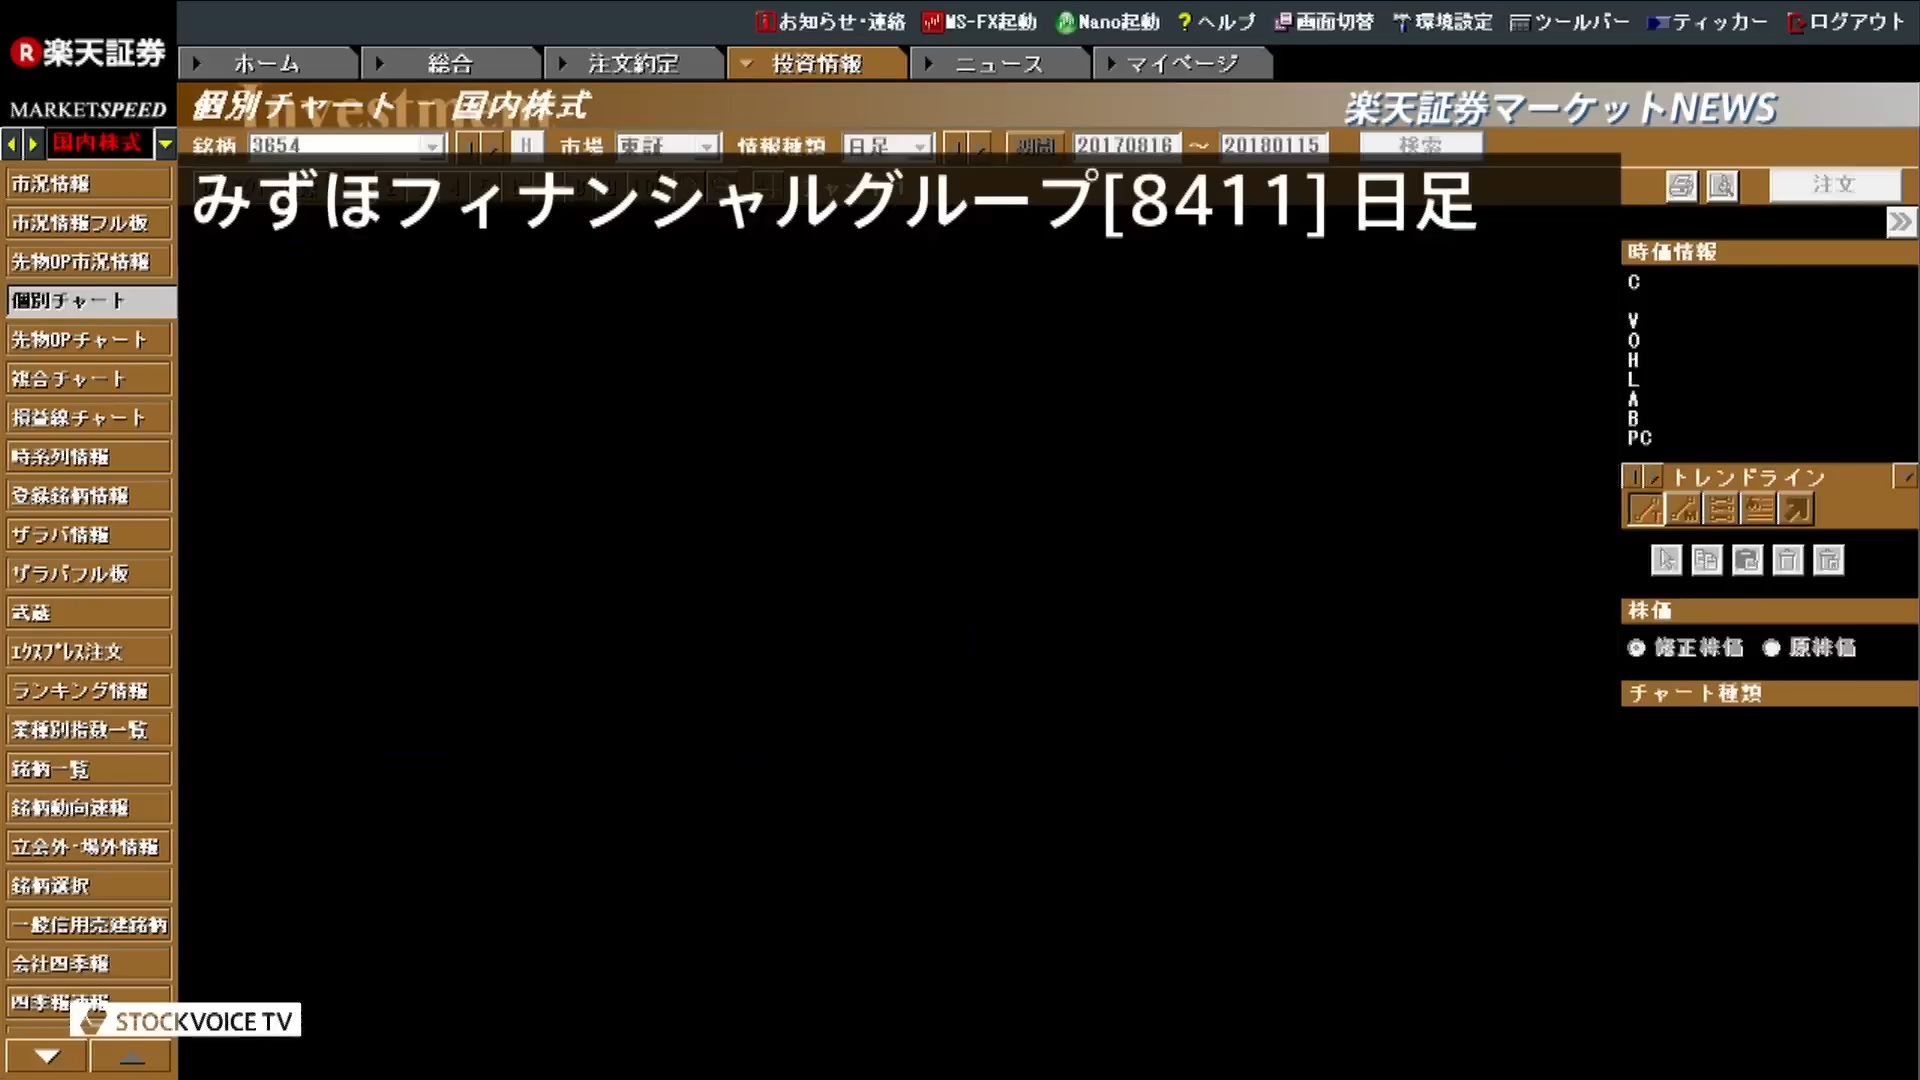 お知らせ・連絡 MS-FX起動 Nano起動 ? ヘルプ 画面切替 環境設定 ツールバー ティッカー ログアウト
R楽天証券
MARKETSPEED
ホーム 総合 注文約定 投資情報 ニュース マイページ
個別チャート - 国内株式
Investment
楽天証券マーケットNEWS
国内株式
銘柄 3654 H 市場 東証 情報種類 日足 期間 20170816 ～ 20180115 検索
みずほフィナンシャルグループ[8411] 日足
注文
市況情報
市況情報フル板
先物OP市況情報
個別チャート
先物OPチャート
複合チャート
損益線チャート
時系列情報
登録銘柄情報
ザラバ情報
ザラバフル板
武蔵
エクスプレス注文
ランキング情報
業種別指数一覧
銘柄一覧
銘柄動向速報
立会外・場外情報
銘柄選択
一般信用売建銘柄
会社四季報
四季報速報
STOCKVOICE TV
時価情報
C
V
O
H
L
A
B
PC
トレンドライン
株価
修正株価 原株価
チャート種類